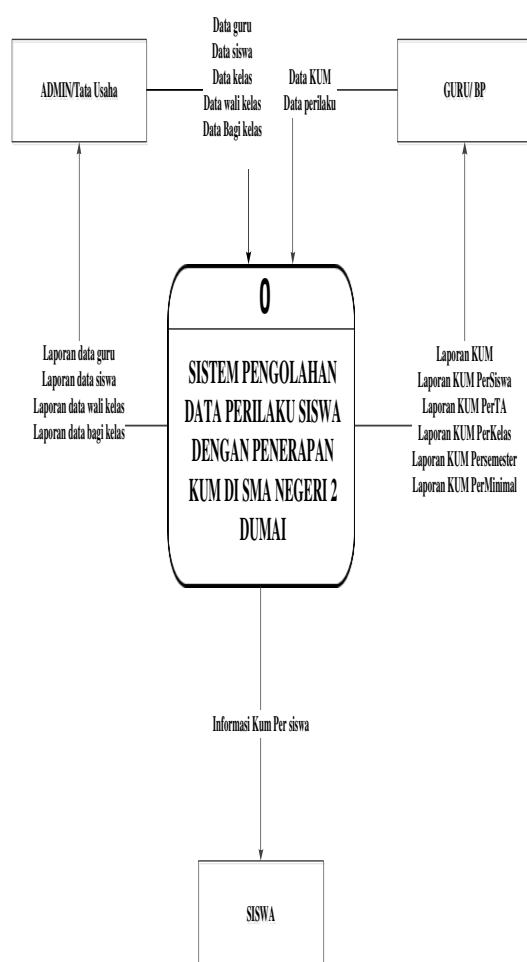 Data guru
Data siswa
Data kelas
Data wali kelas
Data Bagi kelas
Data KUM
Data perilaku
ADMIN/Tata Usaha
GURU/ BP
0
SISTEM PENGOLAHAN
DATA PERILAKU SISWA
DENGAN PENERAPAN
KUM DI SMA NEGERI 2
DUMAI
Laporan data guru
Laporan data siswa
Laporan data wali kelas
Laporan data bagi kelas
Laporan KUM
Laporan KUM PerSiswa
Laporan KUM PerTA
Laporan KUM PerKelas
Laporan KUM Persemester
Laporan KUM PerMinimal
Informasi Kum Per siswa
SISWA